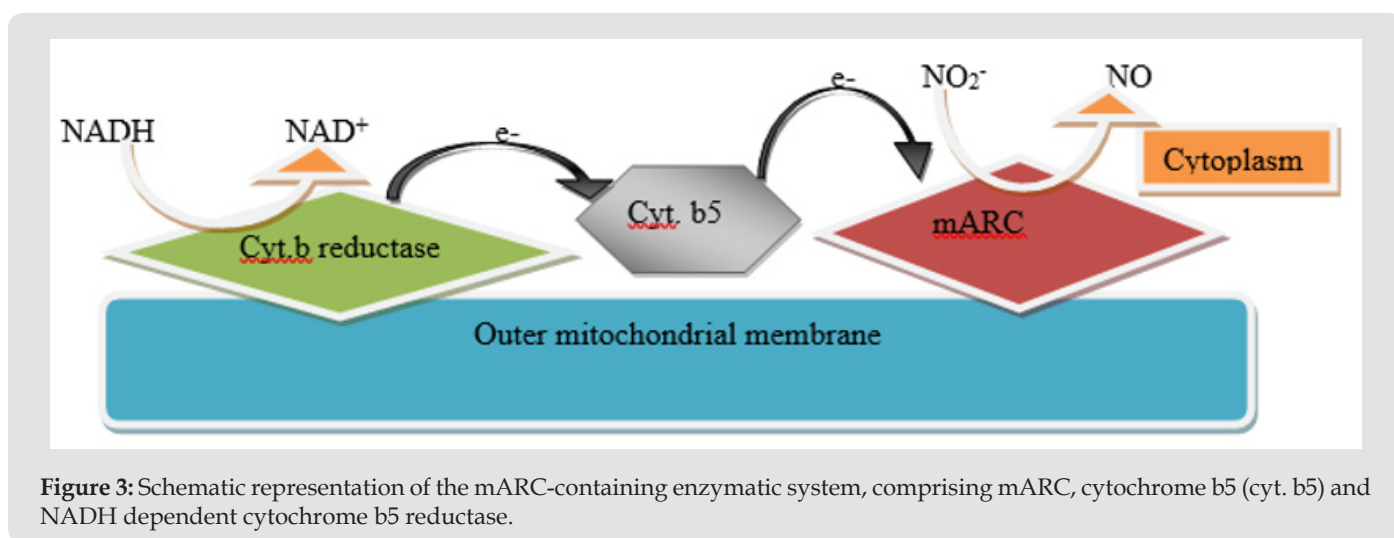 NADH
NAD⁺
e-
Cyt. b5
e-
NO₂⁻
NO
Cytoplasm
Cyt.b reductase
mARC
Outer mitochondrial membrane
Figure 3: Schematic representation of the mARC-containing enzymatic system, comprising mARC, cytochrome b5 (cyt. b5) and
NADH dependent cytochrome b5 reductase.